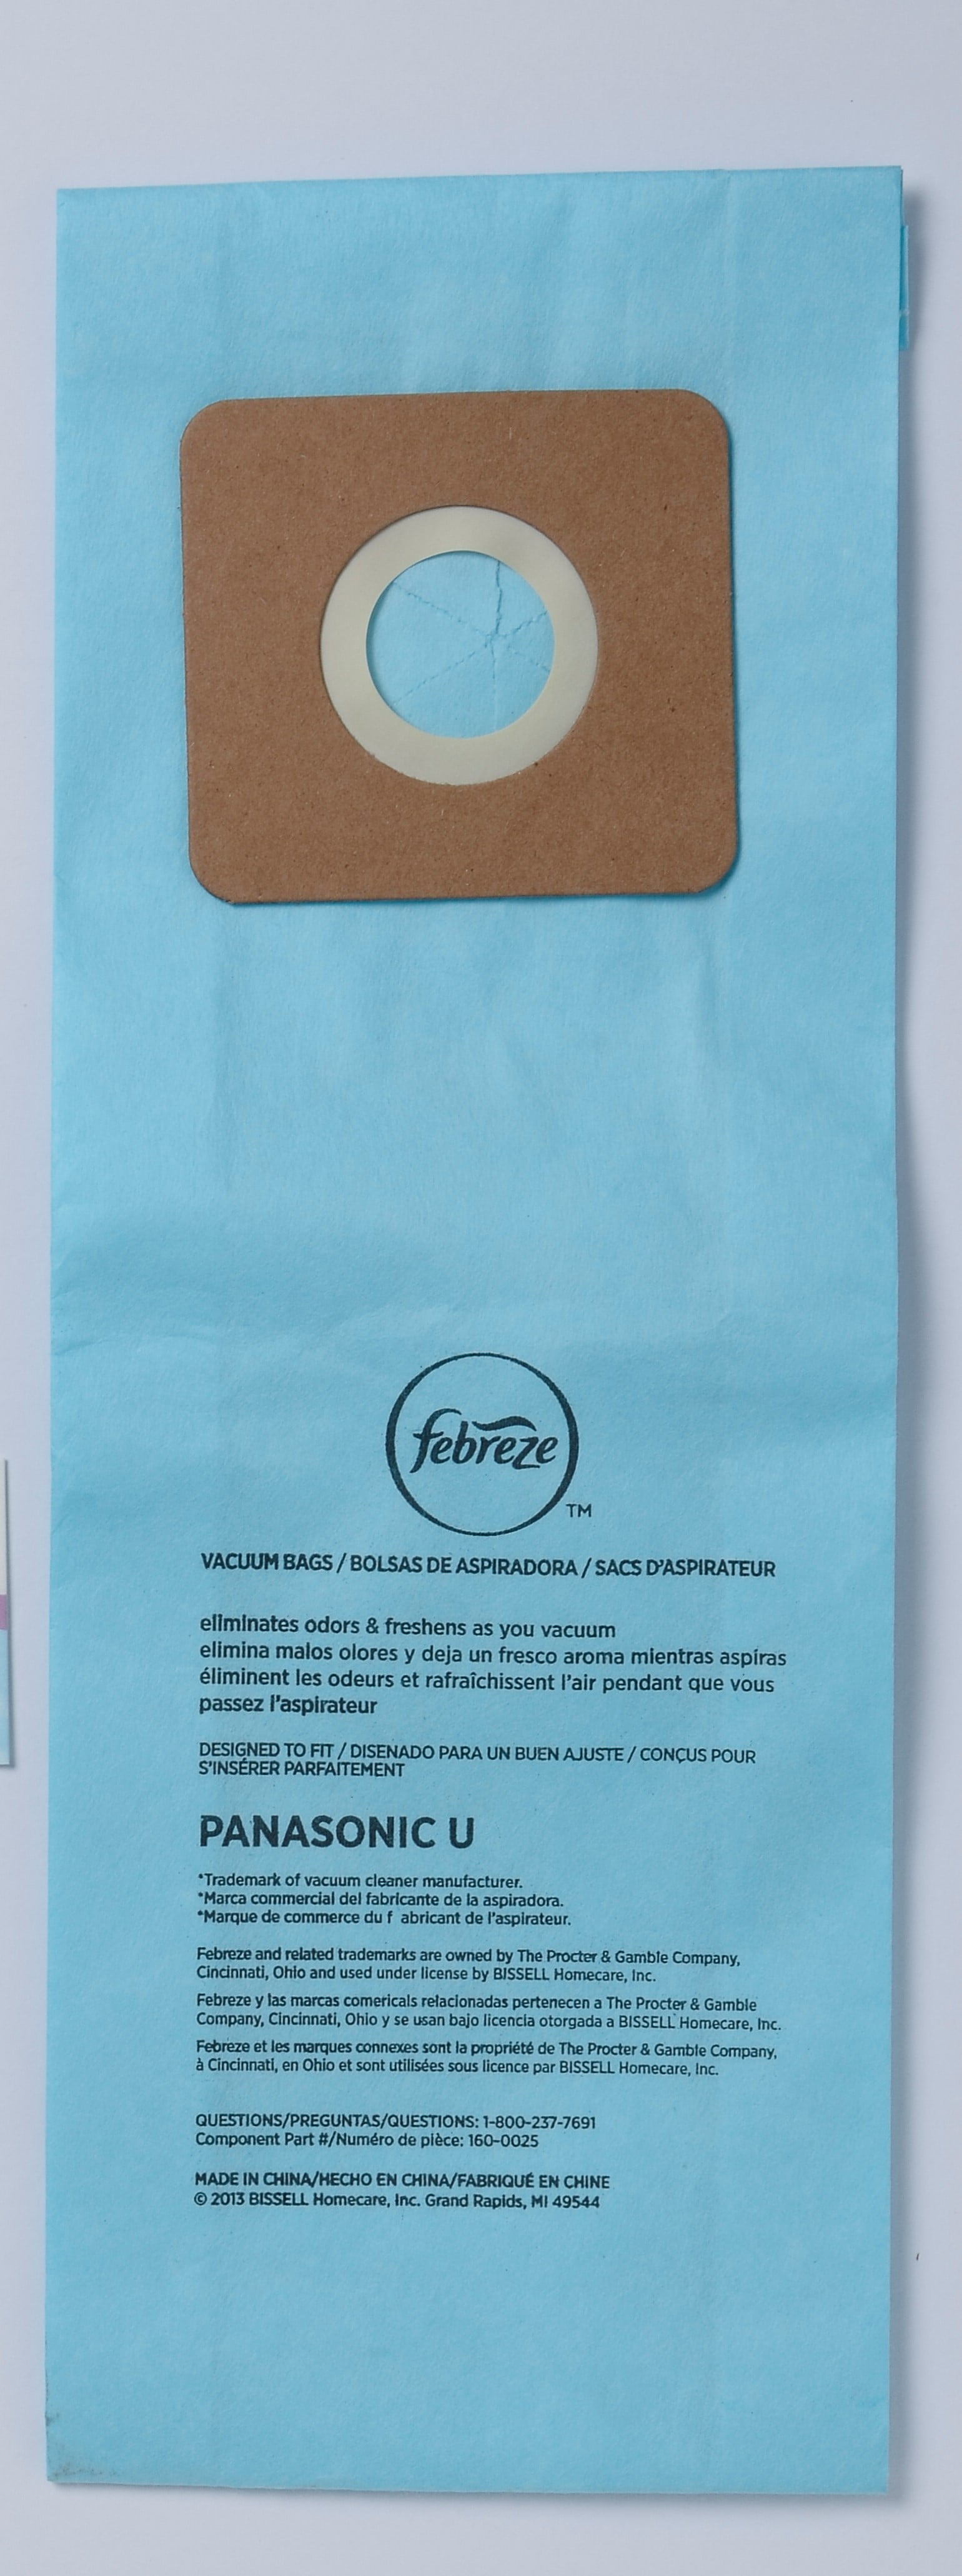 febreze
TM
VACUUM BAGS / BOLSAS DE ASPIRADORA / SACS D'ASPIRATEUR
eliminates odors & freshens as you vacuum
elimina malos olores y deja un fresco aroma mientras aspiras
éliminent les odeurs et rafraîchissent l'air pendant que vous
passez l'aspirateur
DESIGNED TO FIT / DISENADO PARA UN BUEN AJUSTE / CONÇUS POUR
S'INSÉRER PARFAITEMENT
PANASONIC U
*Trademark of vacuum cleaner manufacturer.
*Marca commercial del fabricante de la aspiradora.
*Marque de commerce du f abricant de l'aspirateur.
Febreze and related trademarks are owned by The Procter & Gamble Company,
Cincinnati, Ohio and used under license by BISSELL Homecare, Inc.
Febreze y las marcas comericals relacionadas pertenecen a The Procter & Gamble
Company, Cincinnati, Ohio y se usan bajo licencia otorgada a BISSELL Homecare, Inc.
Febreze et les marques connexes sont la propriété de The Procter & Gamble Company,
à Cincinnati, en Ohio et sont utilisées sous licence par BISSELL Homecare, Inc.
QUESTIONS/PREGUNTAS/QUESTIONS: 1-800-237-7691
Component Part #/Numéro de pièce: 160-0025
MADE IN CHINA/HECHO EN CHINA/FABRIQUÉ EN CHINE
© 2013 BISSELL Homecare, Inc. Grand Rapids, MI 49544